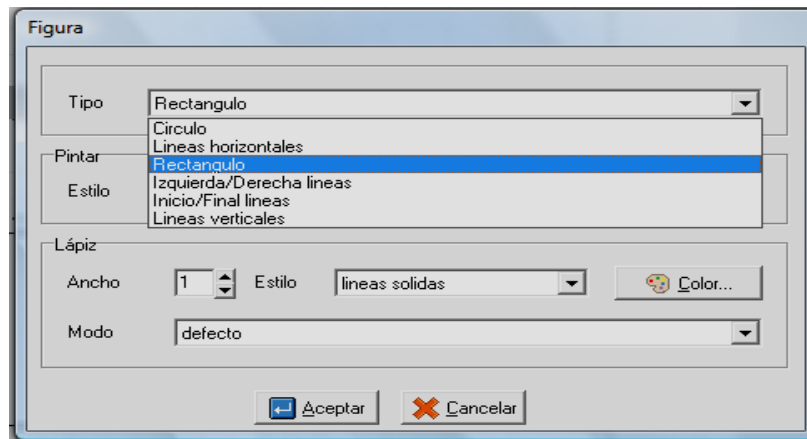 Figura
Tipo Rectangulo
Circulo
Lineas horizontales
Pintar Rectangulo
Estilo Izquierda/Derecha lineas
Inicio/Final lineas
Lineas verticales
Lápiz
Ancho 1 Estilo lineas solidas Color...
Modo defecto
Aceptar Cancelar